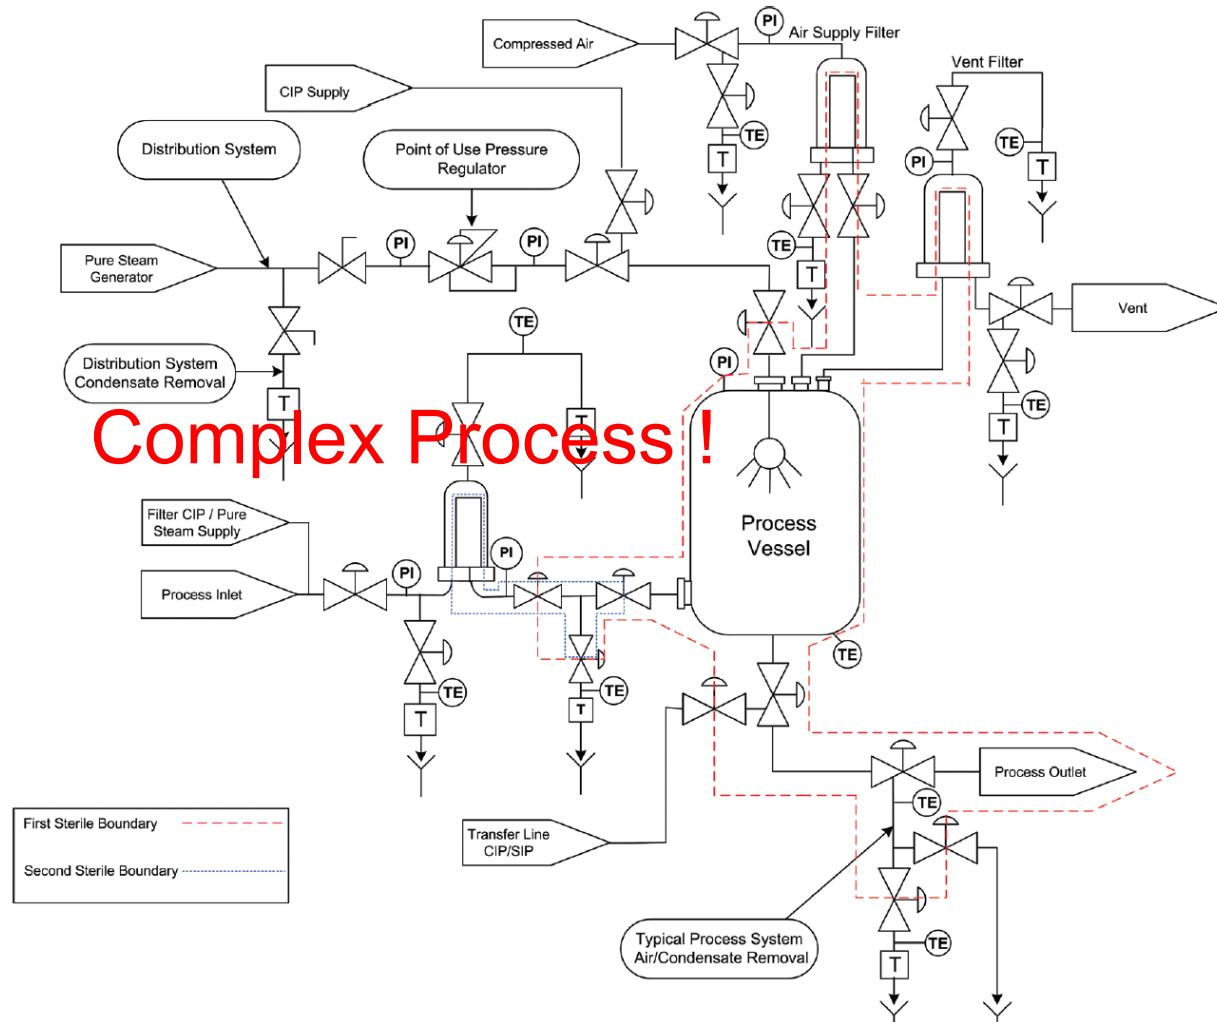 Compressed Air
PI
Air Supply Filter
Vent Filter
CIP Supply
TE
T
TE
T
PI
Distribution System
Point of Use Pressure
Regulator
PI
PI
TE
T
Pure Steam
Generator
Vent
TE
PI
Distribution System
Condensate Removal
T
T
TE
T
Complex Process !
Filter CIP / Pure
Steam Supply
Process
Vessel
PI
PI
Process Inlet
TE
TE
T
TE
T
Process Outlet
TE
First Sterile Boundary
Second Sterile Boundary
Transfer Line
CIP/SIP
Typical Process System
Air/Condensate Removal
TE
T